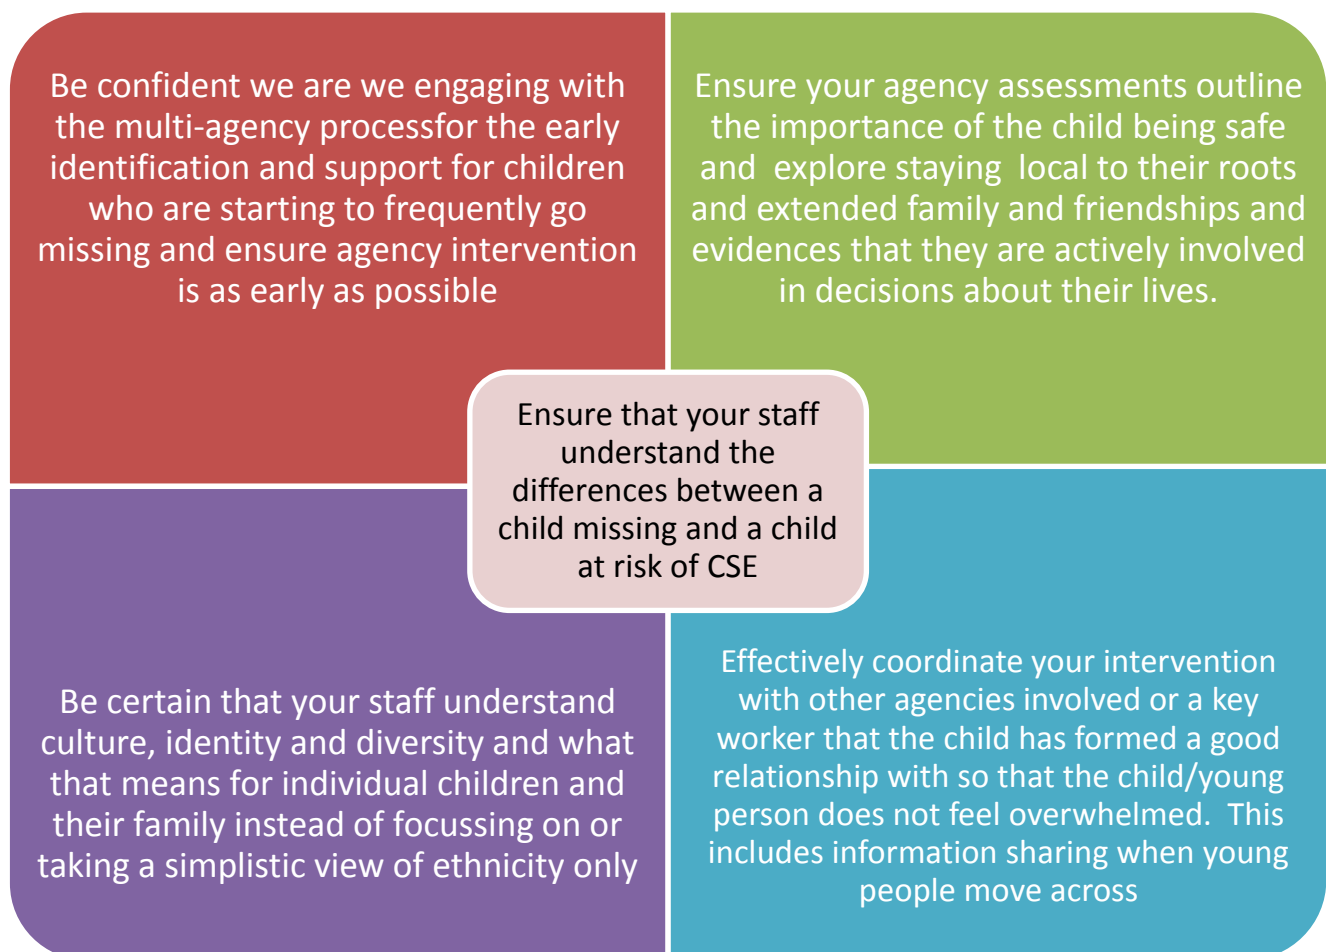 Be confident we are we engaging with
the multi-agency processfor the early
identification and support for children
who are starting to frequently go
missing and ensure agency intervention
is as early as possible
Ensure your agency assessments outline
the importance of the child being safe
and  explore staying  local to their roots
and extended family and friendships and
evidences that they are actively involved
in decisions about their lives.
Ensure that your staff
understand the
differences between a
child missing and a child
at risk of CSE
Be certain that your staff understand
culture, identity and diversity and what
that means for individual children and
their family instead of focussing on or
taking a simplistic view of ethnicity only
Effectively coordinate your intervention
with other agencies involved or a key
worker that the child has formed a good
relationship with so that the child/young
person does not feel overwhelmed.  This
includes information sharing when young
people move across